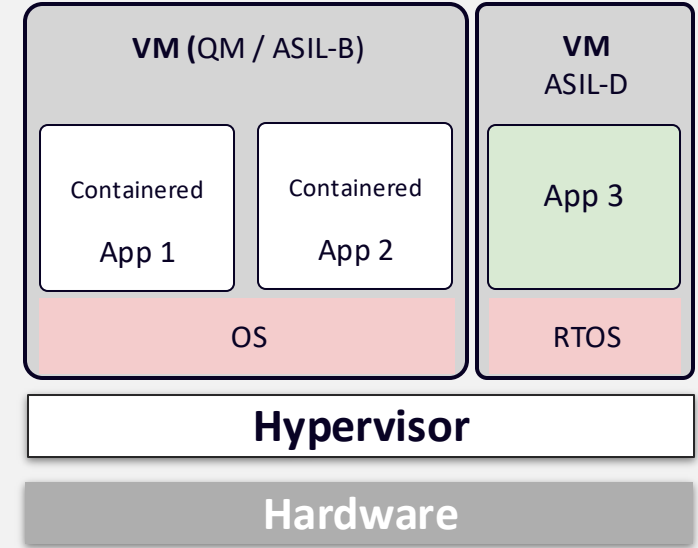 VM (QM / ASIL-B)
Containered
App 1
Containered
App 2
OS
VM
ASIL-D
App 3
RTOS
Hypervisor
Hardware